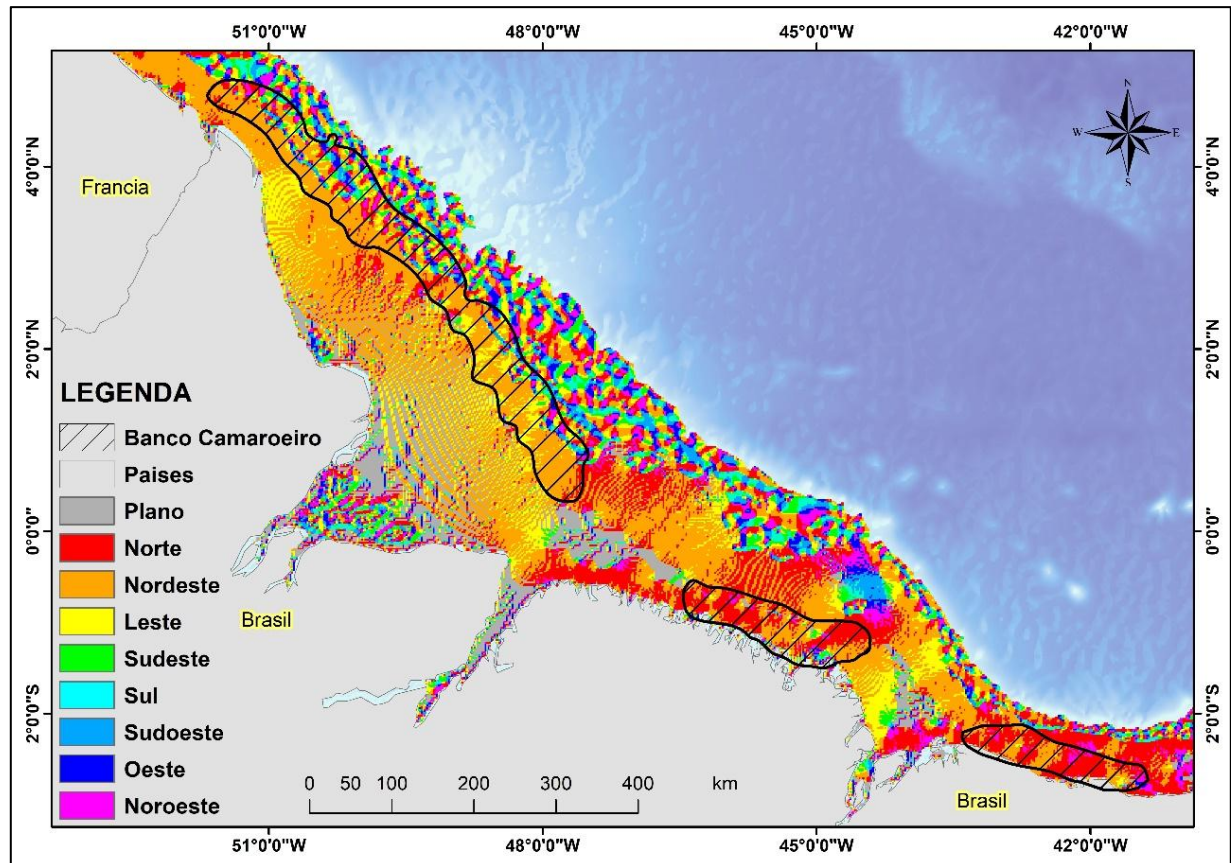 51°0'0"W 48°0'0"W 45°0'0"W 42°0'0"W
N
W E
S
4°0'0"N 4°0'0"N
Francia
2°0'0"N 2°0'0"N
LEGENDA
Banco Camaroeiro
Paises
Plano
Norte
Nordeste
Leste
Sudeste
Sul
Sudoeste
Oeste
Noroeste
0°0'0" 0°0'0"
Brasil
2°0'0"S 2°0'0"S
0 50 100 200 300 400 km
Brasil
51°0'0"W 48°0'0"W 45°0'0"W 42°0'0"W